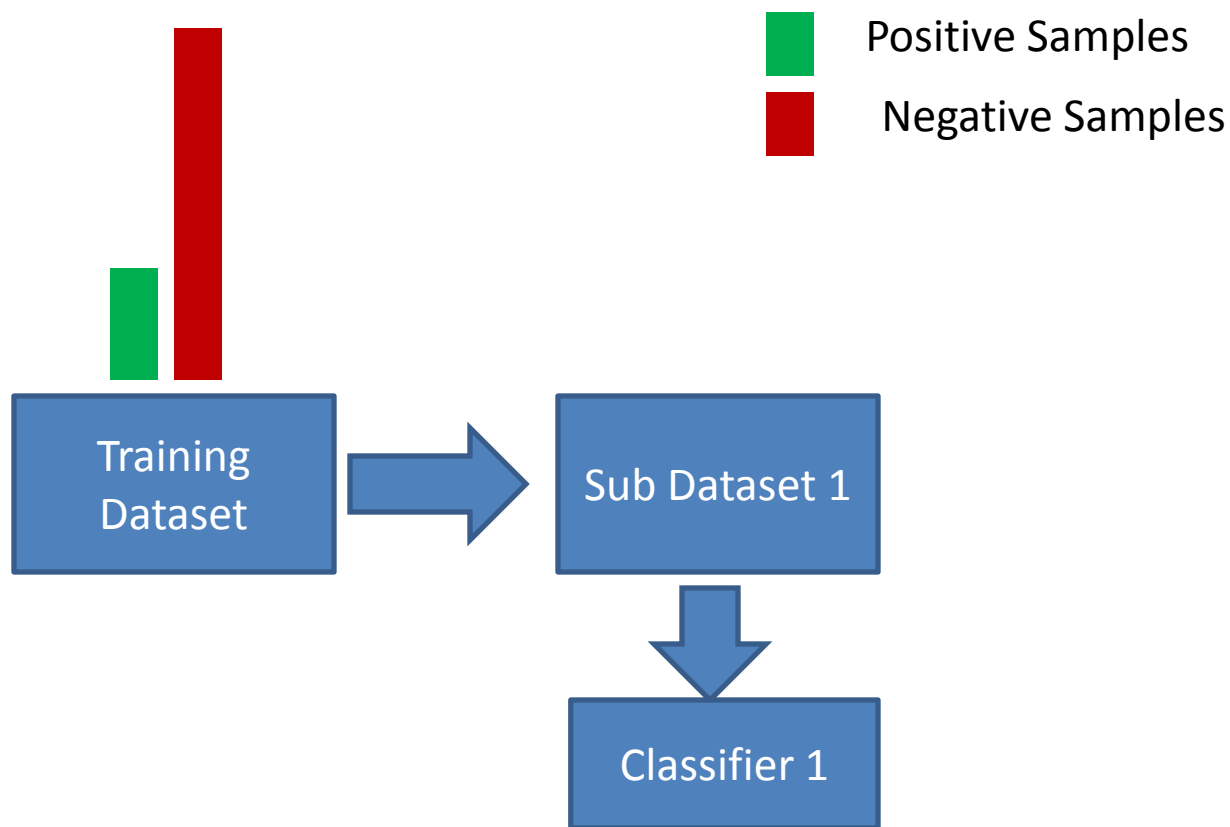 Positive Samples
Negative Samples
Training
Dataset
Sub Dataset 1
Classifier 1